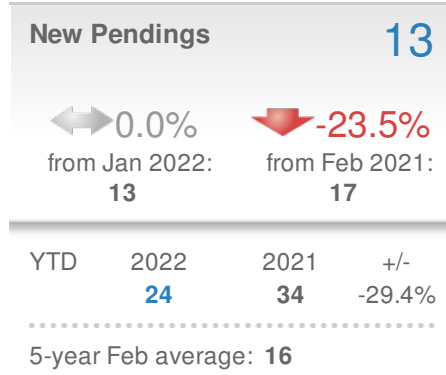 New Pendings 13
0.0% -23.5%
from Jan 2022: from Feb 2021:
13 17
YTD 2022 2021 +/-
24 34 -29.4%
5-year Feb average: 16